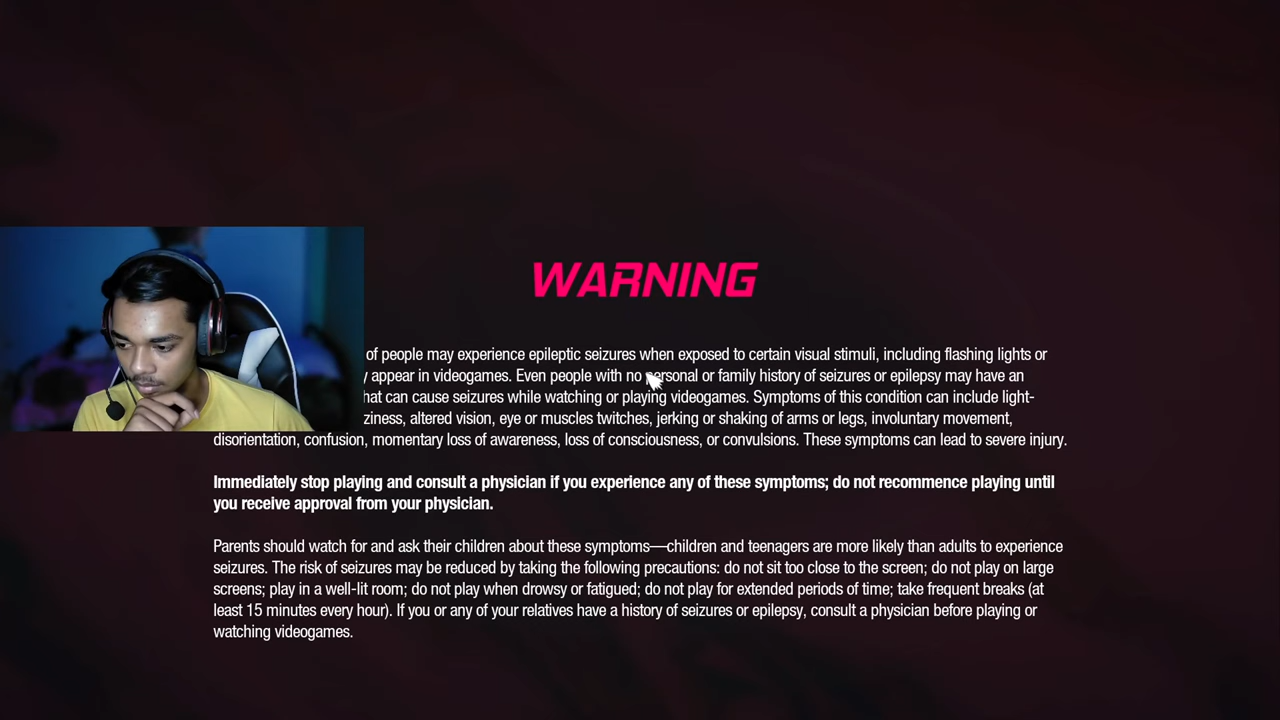 WARNING
of people may experience epileptic seizures when exposed to certain visual stimuli, including flashing lights or
appear in videogames. Even people with no personal or family history of seizures or epilepsy may have an
that can cause seizures while watching or playing videogames. Symptoms of this condition can include light-
altered vision, eye or muscles twitches, jerking or shaking of arms or legs, involuntary movement,
disorientation, confusion, momentary loss of awareness, loss of consciousness, or convulsions. These symptoms can lead to severe injury.
Immediately stop playing and consult a physician if you experience any of these symptoms; do not recommence playing until
you receive approval from your physician.
Parents should watch for and ask their children about these symptoms—children and teenagers are more likely than adults to experience
seizures. The risk of seizures may be reduced by taking the following precautions: do not sit too close to the screen; do not play on large
screens; play in a well-lit room; do not play when drowsy or fatigued; do not play for extended periods of time; take frequent breaks (at
least 15 minutes every hour). If you or any of your relatives have a history of seizures or epilepsy, consult a physician before playing or
watching videogames.